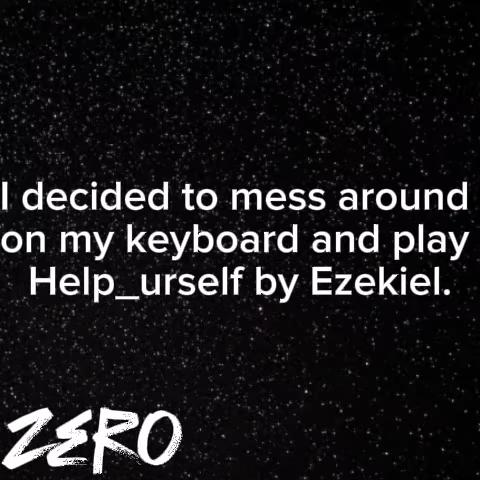 I decided to mess around
on my keyboard and play
Help_urself by Ezekiel.
ZERO